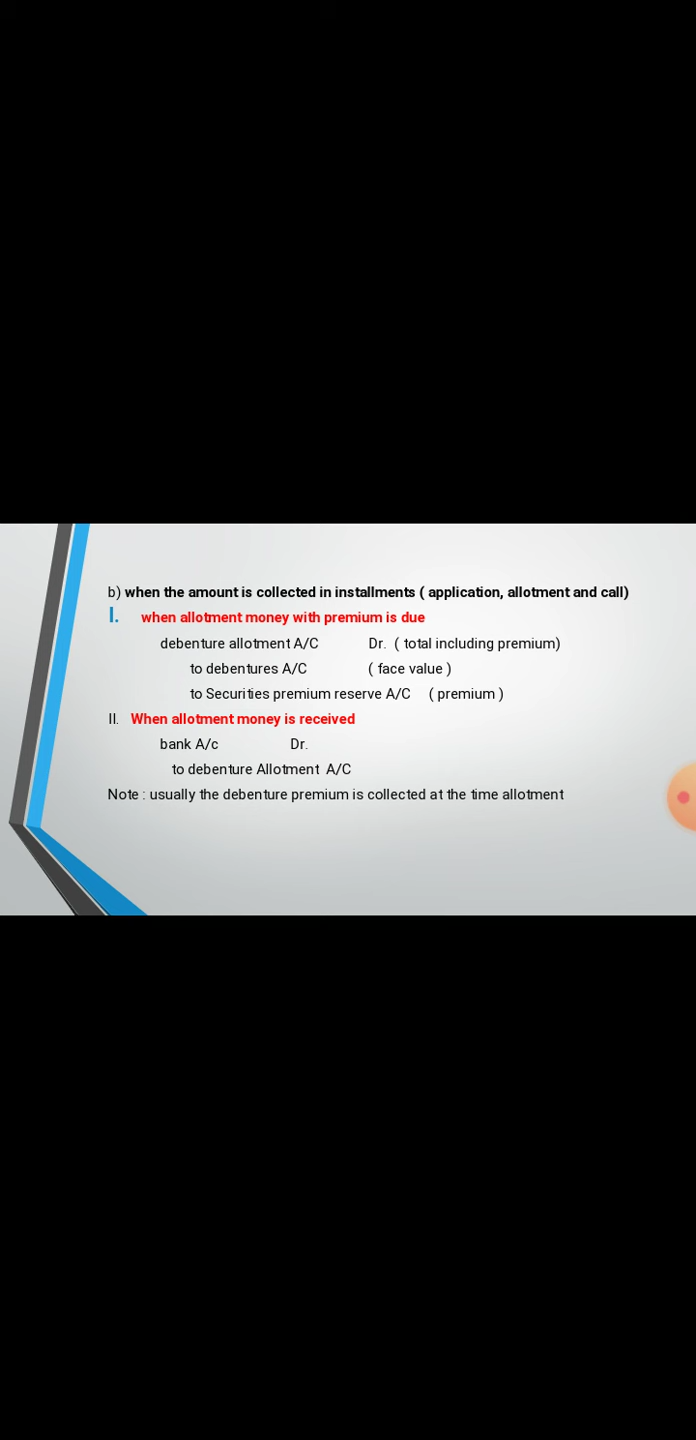 b) when the amount is collected in installments ( application, allotment and call)
I. when allotment money with premium is due
debenture allotment A/C Dr. ( total including premium)
to debentures A/C ( face value )
to Securities premium reserve A/C ( premium )
II. When allotment money is received
bank A/c Dr.
to debenture Allotment A/C
Note : usually the debenture premium is collected at the time allotment